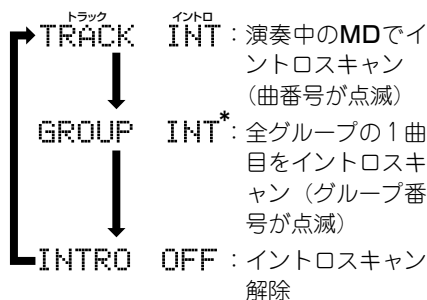 トラック イントロ
TRACK INT：演奏中のMDでイ
ントロスキャン
（曲番号が点滅）
GROUP INT*：全グループの1曲
目をイントロスキ
ャン（グループ番
号が点滅）
INTRO OFF：イントロスキャン
解除